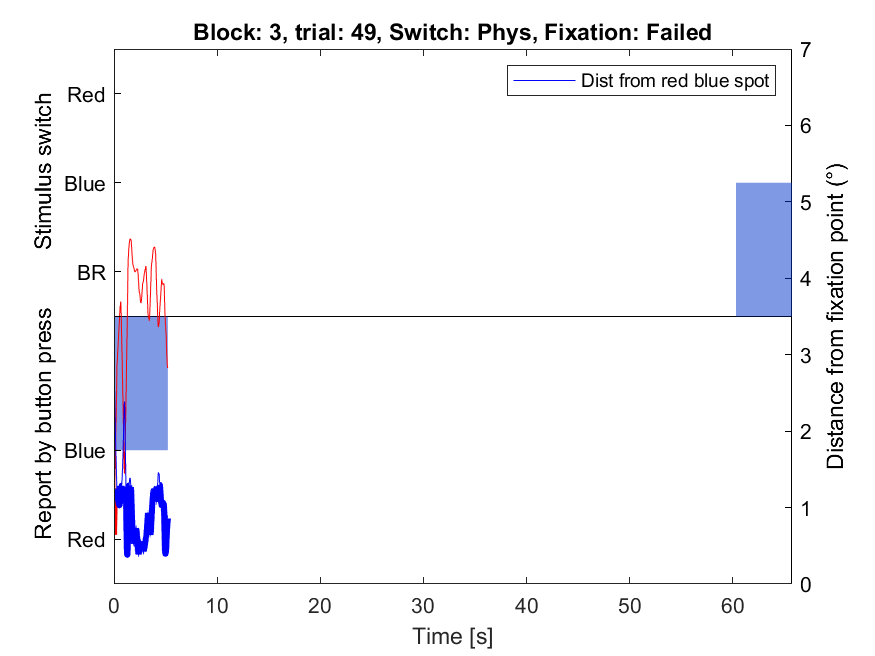 Block: 3, trial: 49, Switch: Phys, Fixation: Failed
Dist from red blue spot
Stimulus switch
Report by button press
Red
Blue
BR
Blue
Red
7
6
5
4
3
2
1
0
Distance from fixation point (°)
0 10 20 30 40 50 60
Time [s]